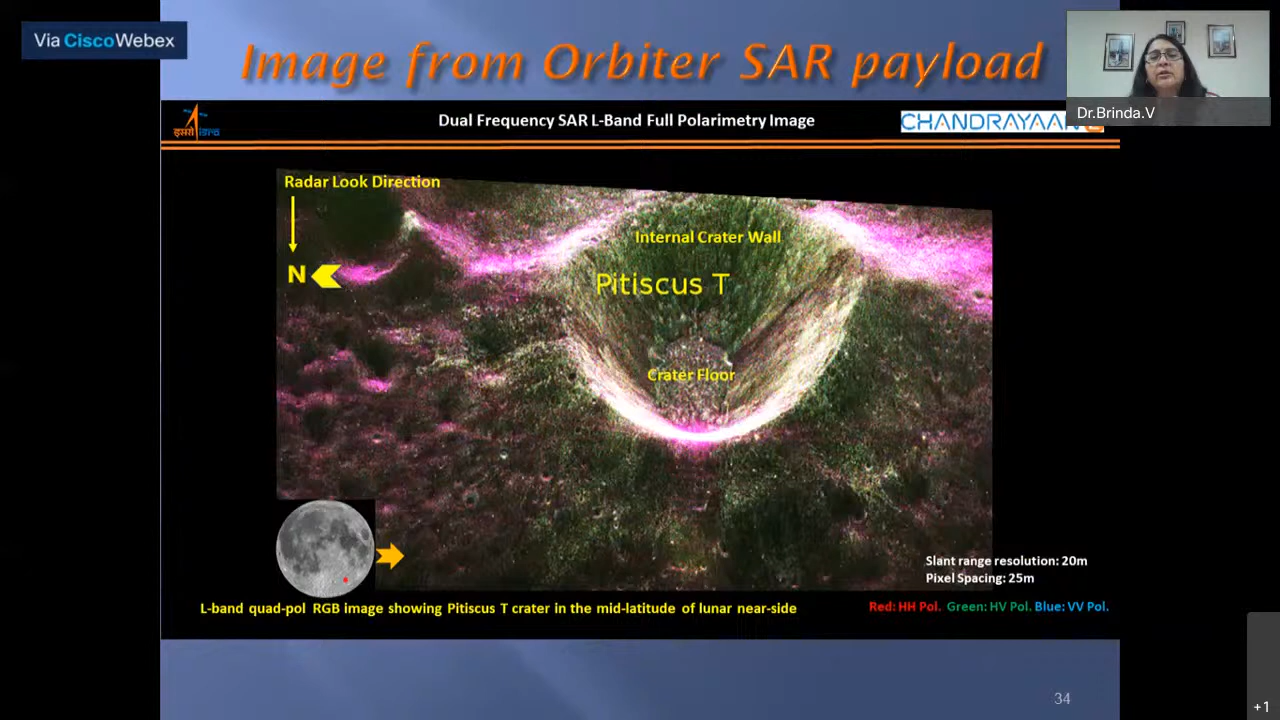 Via CiscoWebex
Image from Orbiter SAR payload
Dr.Brinda.V
इसरो isro
Dual Frequency SAR L-Band Full Polarimetry Image
CHANDRAYAAN 2
Radar Look Direction
N
Internal Crater Wall
Pitiscus T
Crater Floor
Slant range resolution: 20m
Pixel Spacing: 25m
L-band quad-pol RGB image showing Pitiscus T crater in the mid-latitude of lunar near-side
Red: HH Pol. Green: HV Pol. Blue: VV Pol.
34
+1